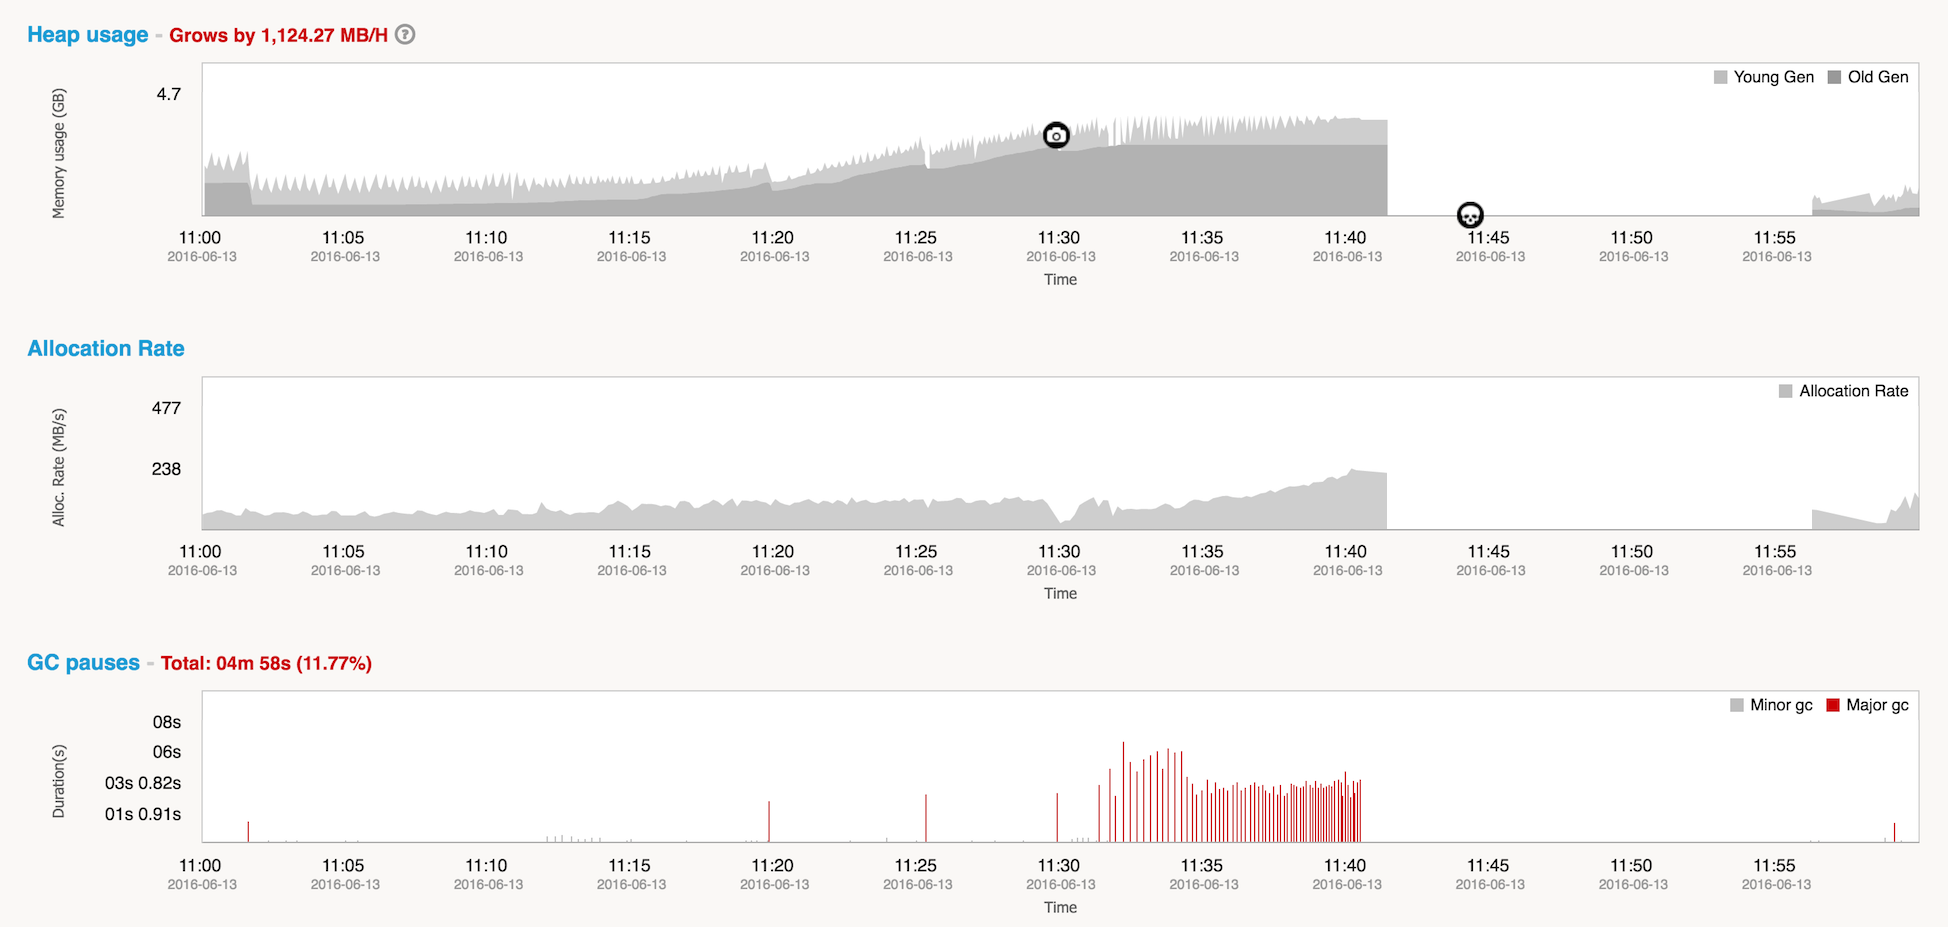 Heap usage - Grows by 1,124.27 MB/H ?
Young Gen Old Gen
4.7
Memory usage (GB)
11:00 11:05 11:10 11:15 11:20 11:25 11:30 11:35 11:40 11:45 11:50 11:55
2016-06-13 2016-06-13 2016-06-13 2016-06-13 2016-06-13 2016-06-13 2016-06-13 2016-06-13 2016-06-13 2016-06-13 2016-06-13 2016-06-13
Time
Allocation Rate
Allocation Rate
477
238
Alloc. Rate (MB/s)
11:00 11:05 11:10 11:15 11:20 11:25 11:30 11:35 11:40 11:45 11:50 11:55
2016-06-13 2016-06-13 2016-06-13 2016-06-13 2016-06-13 2016-06-13 2016-06-13 2016-06-13 2016-06-13 2016-06-13 2016-06-13 2016-06-13
Time
GC pauses - Total: 04m 58s (11.77%)
Minor gc Major gc
08s
06s
03s 0.82s
01s 0.91s
Duration(s)
11:00 11:05 11:10 11:15 11:20 11:25 11:30 11:35 11:40 11:45 11:50 11:55
2016-06-13 2016-06-13 2016-06-13 2016-06-13 2016-06-13 2016-06-13 2016-06-13 2016-06-13 2016-06-13 2016-06-13 2016-06-13 2016-06-13
Time